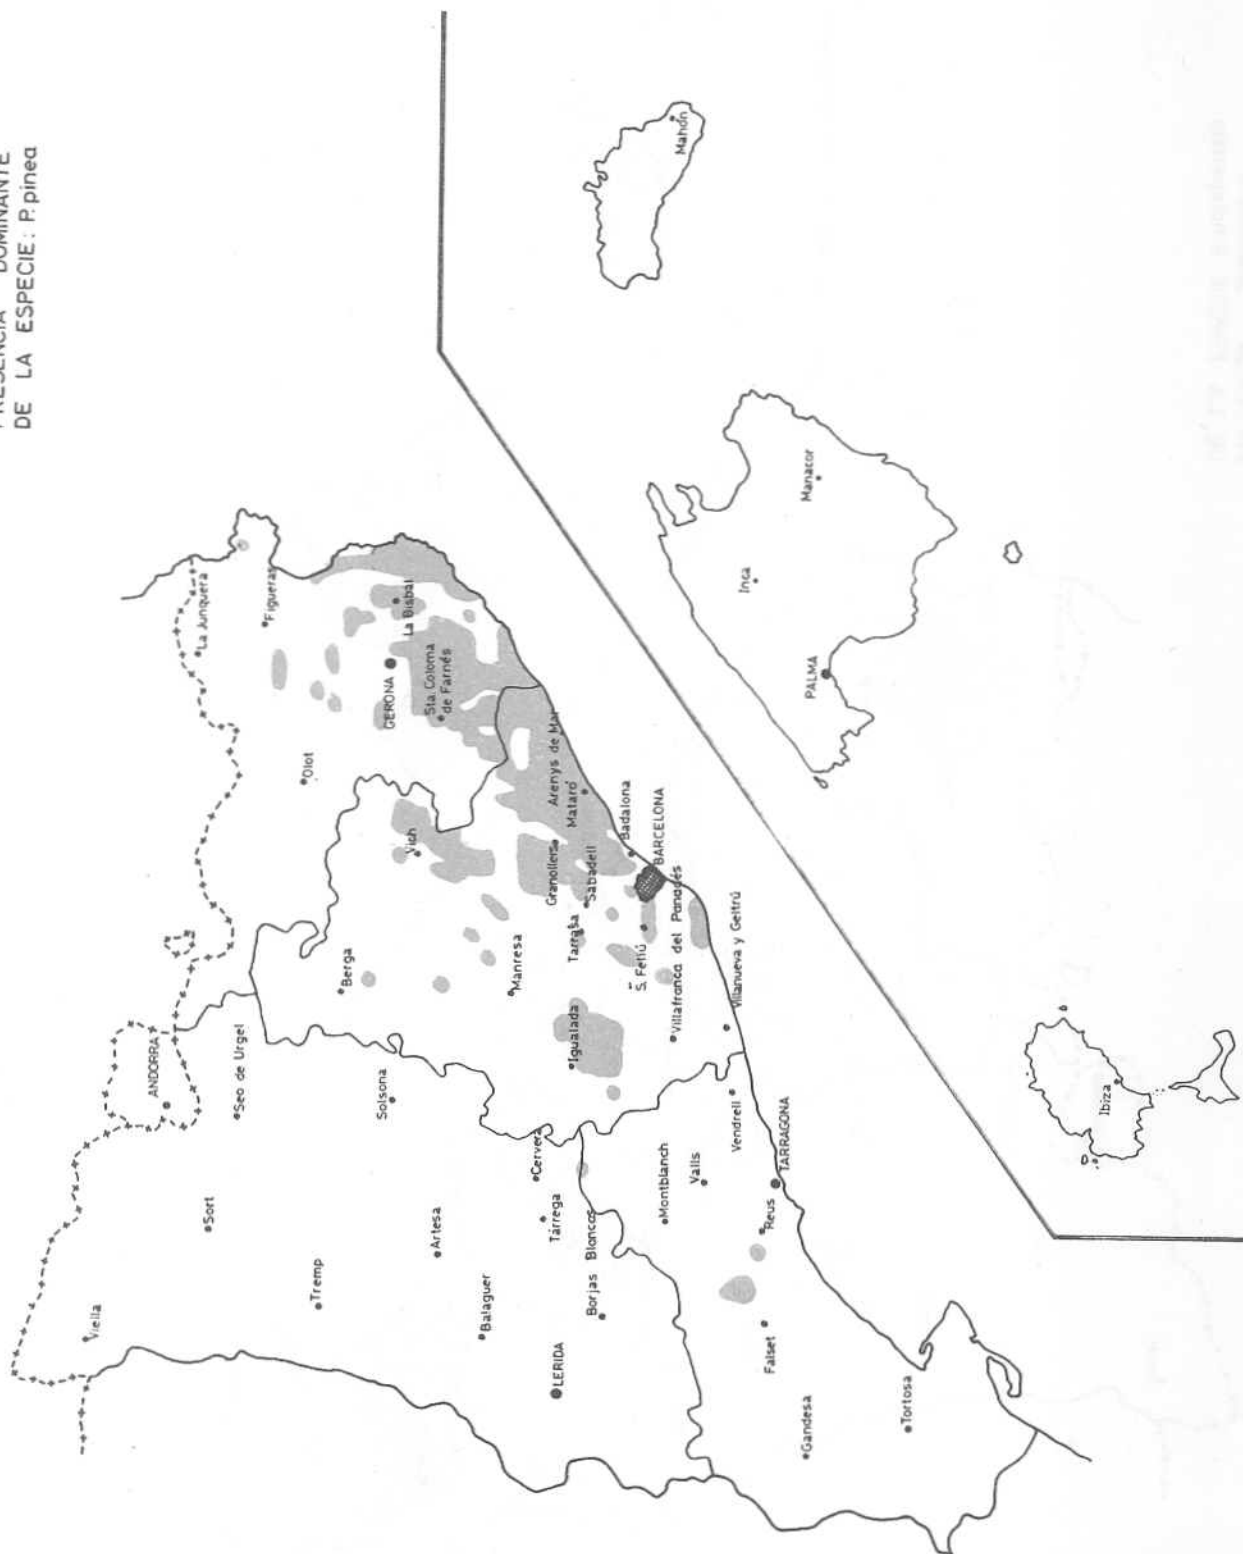 PRESENCIA DOMINANTE
DE LA ESPECIE: P. pinea
Viella
ANDORRA
La Junquera
Sort
Seo de Urgel
Figueras
Tremp
Berga
Olot
Solsona
Vich
GERONA
La Bisbal
Artesa
Sta. Coloma
de Farnés
Balaguer
Manresa
Cervera
Tárrega
LERIDA
Igualada
Tarrasa
Granollers
Sabadell
Arenys de Mar
Mataró
Borjas Blancas
S. Feliú
Badalona
BARCELONA
Villafranca del Panadés
Montblanch
Valls
Vendrell
Villanueva y Geltrú
Falset
Reus
TARRAGONA
Gandesa
Tortosa
Mahón
Inca
Manacor
PALMA
Ibiza